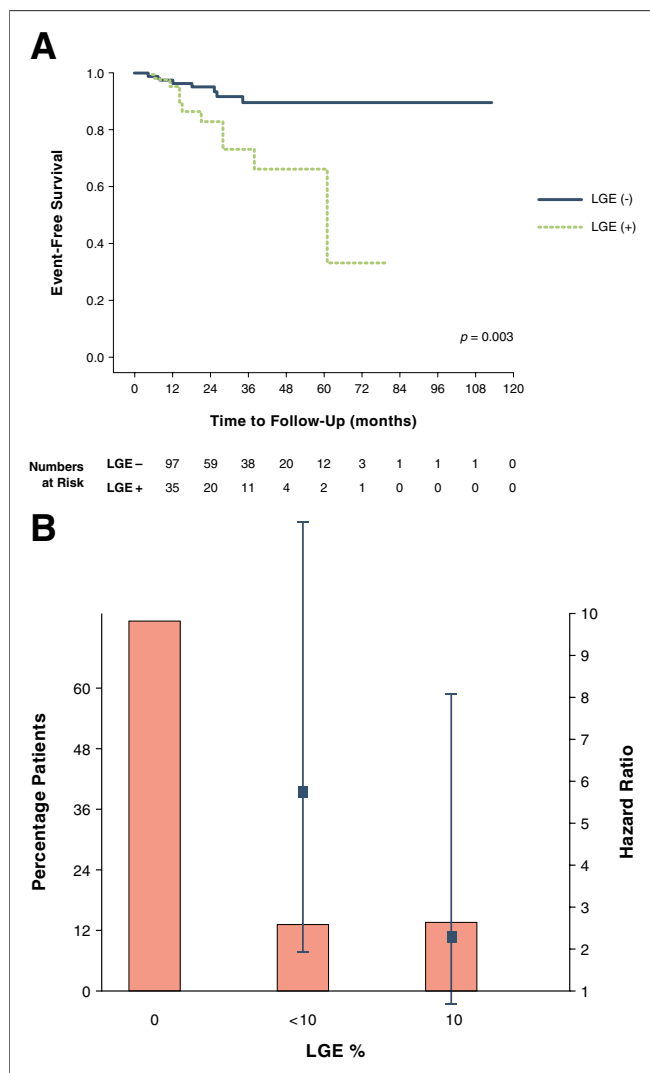 A
1.0
0.8
0.6
0.4
0.2
0.0
Event-Free Survival
LGE (-)
LGE (+)
p = 0.003
0 12 24 36 48 60 72 84 96 108 120
Time to Follow-Up (months)
Numbers at Risk
LGE – 97 59 38 20 12 3 1 1 1 0
LGE + 35 20 11 4 2 1 0 0 0 0
B
60
48
36
24
12
0
Percentage Patients
10
9
8
7
6
5
4
3
2
1
Hazard Ratio
0 <10 10
LGE %